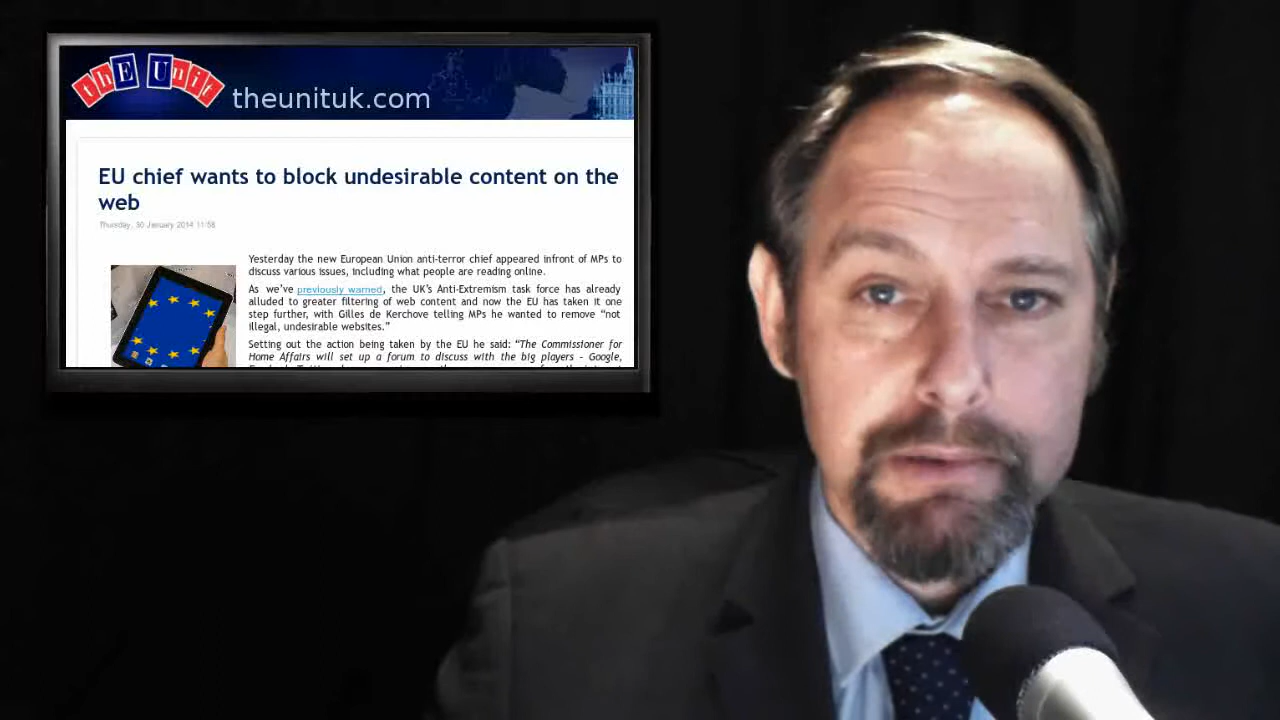 thE Unit
theunituk.com
EU chief wants to block undesirable content on the
web
Thursday, 30 January 2014 11:58
Yesterday the new European Union anti-terror chief appeared infront of MPs to
discuss various issues, including what people are reading online.
As we’ve previously warned, the UK’s Anti-Extremism task force has already
alluded to greater filtering of web content and now the EU has taken it one
step further, with Gilles de Kerchove telling MPs he wanted to remove “not
illegal, undesirable websites.”
Setting out the action being taken by the EU he said: “The Commissioner for
Home Affairs will set up a forum to discuss with the big players – Google,